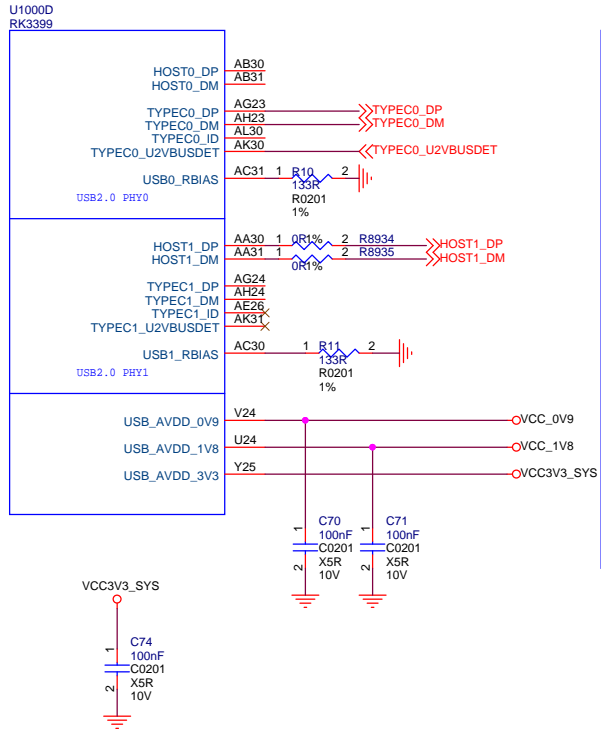 U1000D
RK3399
HOST0_DP AB30
HOST0_DM AB31
TYPEC0_DP AG23 TYPEC0_DP
TYPEC0_DM AH23 TYPEC0_DM
TYPEC0_ID AL30
TYPEC0_U2VBUSDET AK30 TYPEC0_U2VBUSDET
USB0_RBIAS AC31 1 R10 2
133R
R0201
1%
USB2.0 PHY0
HOST1_DP AA30 1 0R1% 2 R8934 HOST1_DP
HOST1_DM AA31 1 0R1% 2 R8935 HOST1_DM
TYPEC1_DP AG24
TYPEC1_DM AH24
TYPEC1_ID AE26
TYPEC1_U2VBUSDET AK31
USB1_RBIAS AC30 1 R11 2
133R
R0201
1%
USB2.0 PHY1
USB_AVDD_0V9 V24 VCC_0V9
USB_AVDD_1V8 U24 VCC_1V8
USB_AVDD_3V3 Y25 VCC3V3_SYS
1 C70
100nF
C0201
2 X5R
10V
1 C71
100nF
C0201
2 X5R
10V
VCC3V3_SYS
1 C74
100nF
C0201
2 X5R
10V